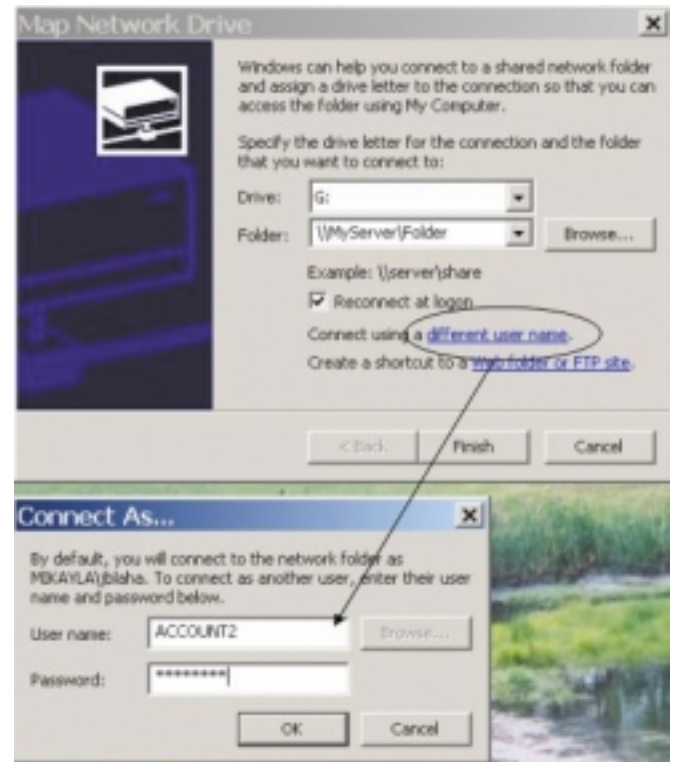 Map Network Drive
Windows can help you connect to a shared network folder
and assign a drive letter to the connection so that you can
access the folder using My Computer.
Specify the drive letter for the connection and the folder
that you want to connect to:
Drive: G:
Folder: \\MyServer\Folder Browse...
Example: \\server\share
Reconnect at logon
Connect using a different user name.
Create a shortcut to a Web folder or FTP site.
< Back Finish Cancel
Connect As...
By default, you will connect to the network folder as
MIKAYLA\jblaha. To connect as another user, enter their user
name and password below.
User name: ACCOUNT2 Browse...
Password: ********
OK Cancel